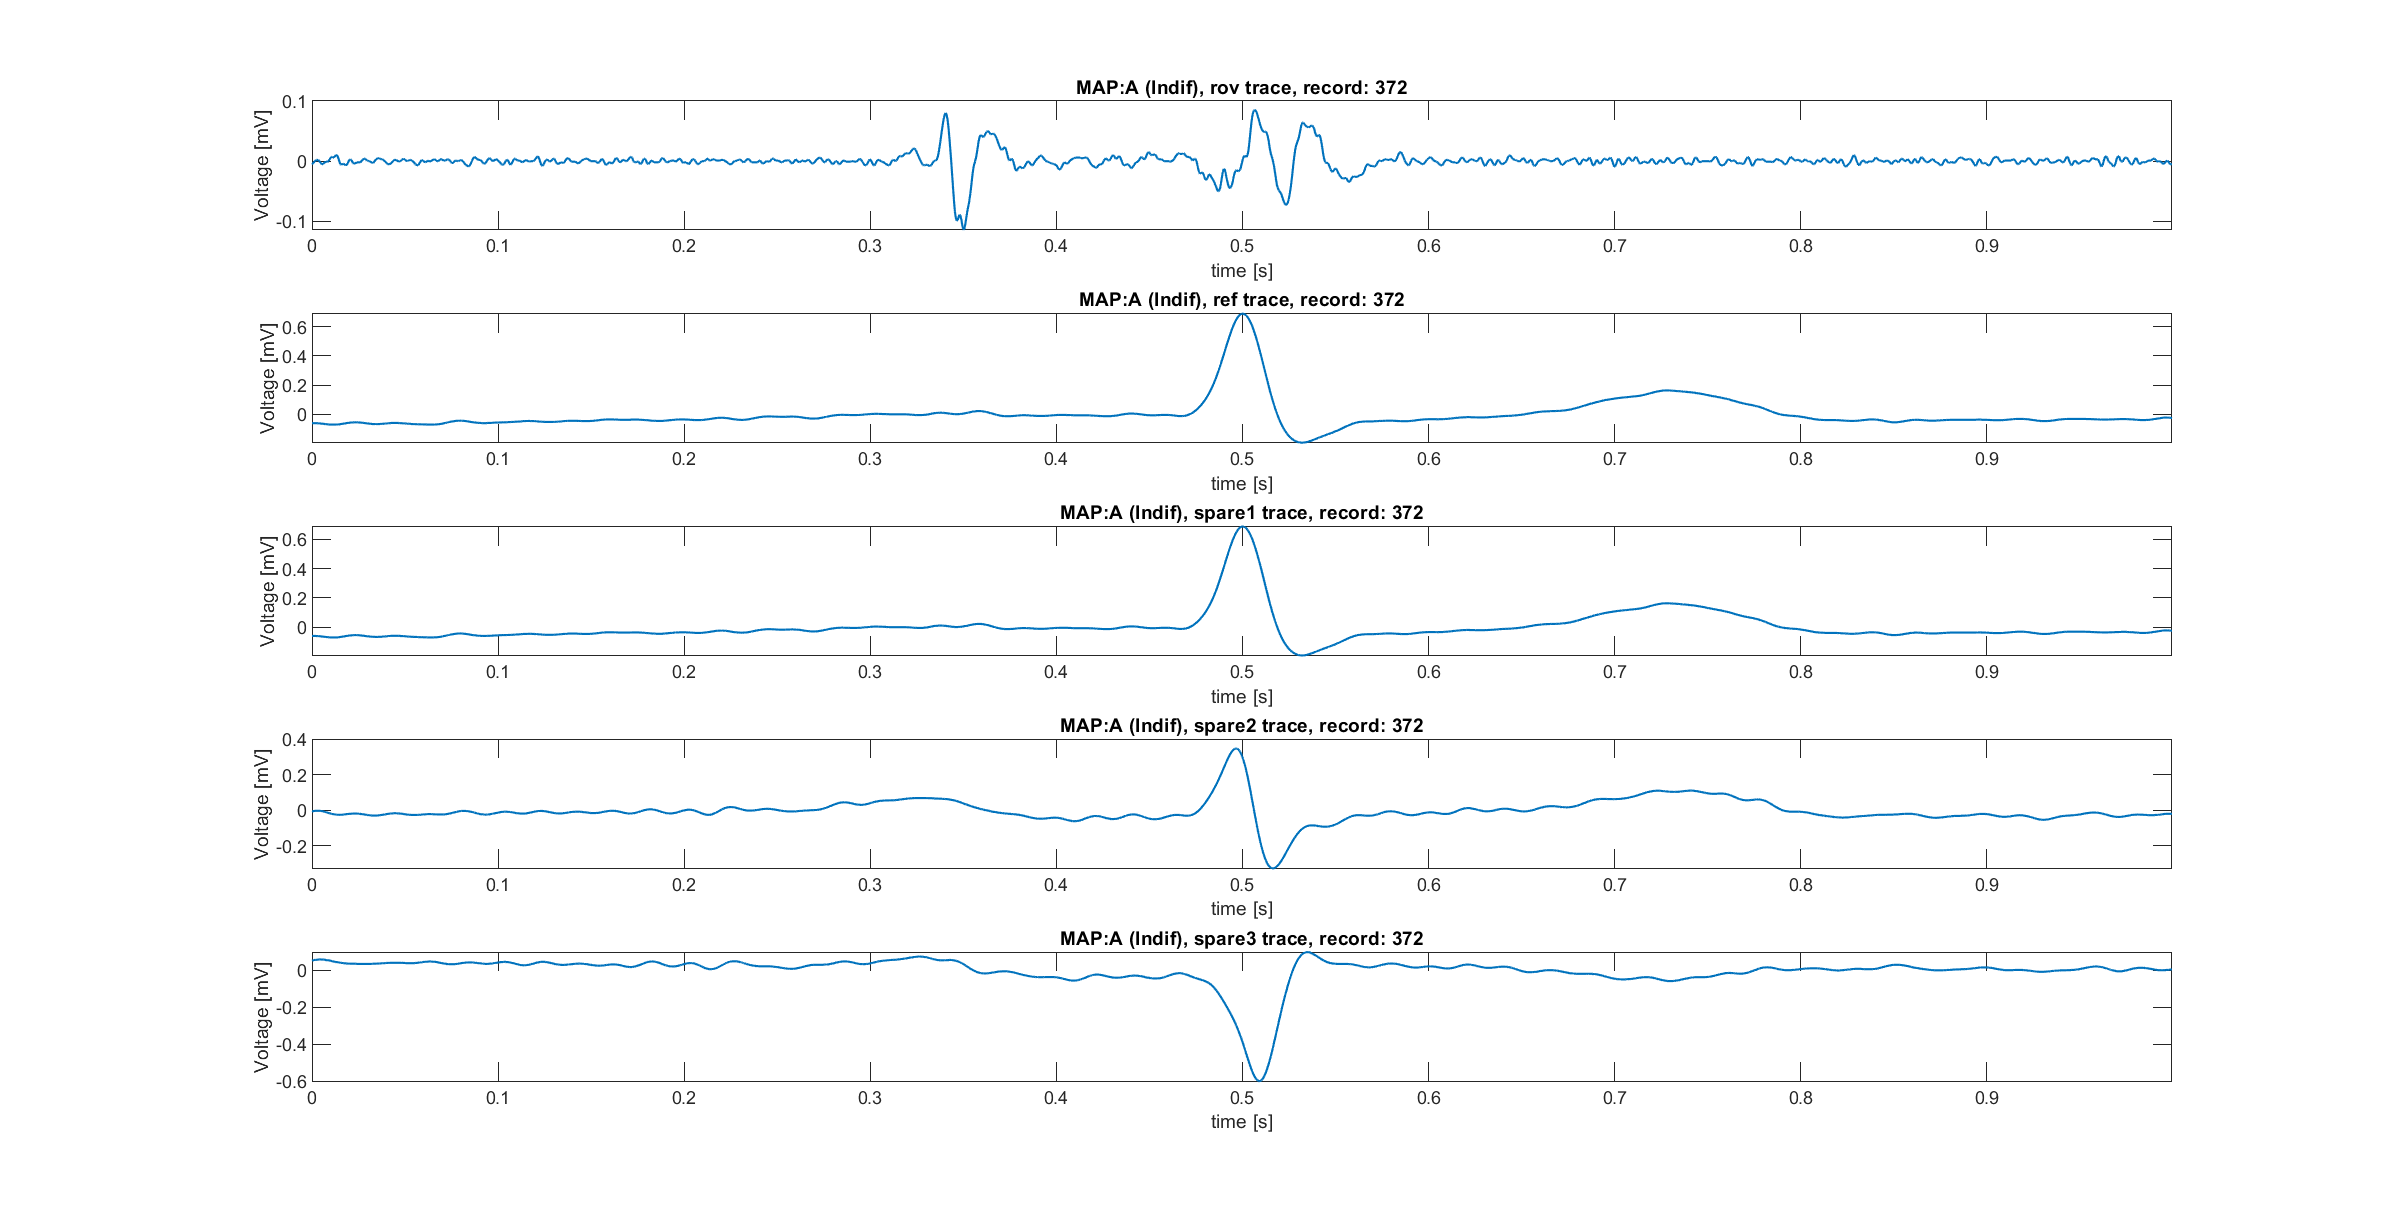 MAP:A (Indif), rov trace, record: 372
Voltage [mV]
0.1
0
-0.1
0 0.1 0.2 0.3 0.4 0.5 0.6 0.7 0.8 0.9
time [s]
MAP:A (Indif), ref trace, record: 372
Voltage [mV]
0.6
0.4
0.2
0
0 0.1 0.2 0.3 0.4 0.5 0.6 0.7 0.8 0.9
time [s]
MAP:A (Indif), spare1 trace, record: 372
Voltage [mV]
0.6
0.4
0.2
0
0 0.1 0.2 0.3 0.4 0.5 0.6 0.7 0.8 0.9
time [s]
MAP:A (Indif), spare2 trace, record: 372
Voltage [mV]
0.4
0.2
0
-0.2
0 0.1 0.2 0.3 0.4 0.5 0.6 0.7 0.8 0.9
time [s]
MAP:A (Indif), spare3 trace, record: 372
Voltage [mV]
0
-0.2
-0.4
-0.6
0 0.1 0.2 0.3 0.4 0.5 0.6 0.7 0.8 0.9
time [s]